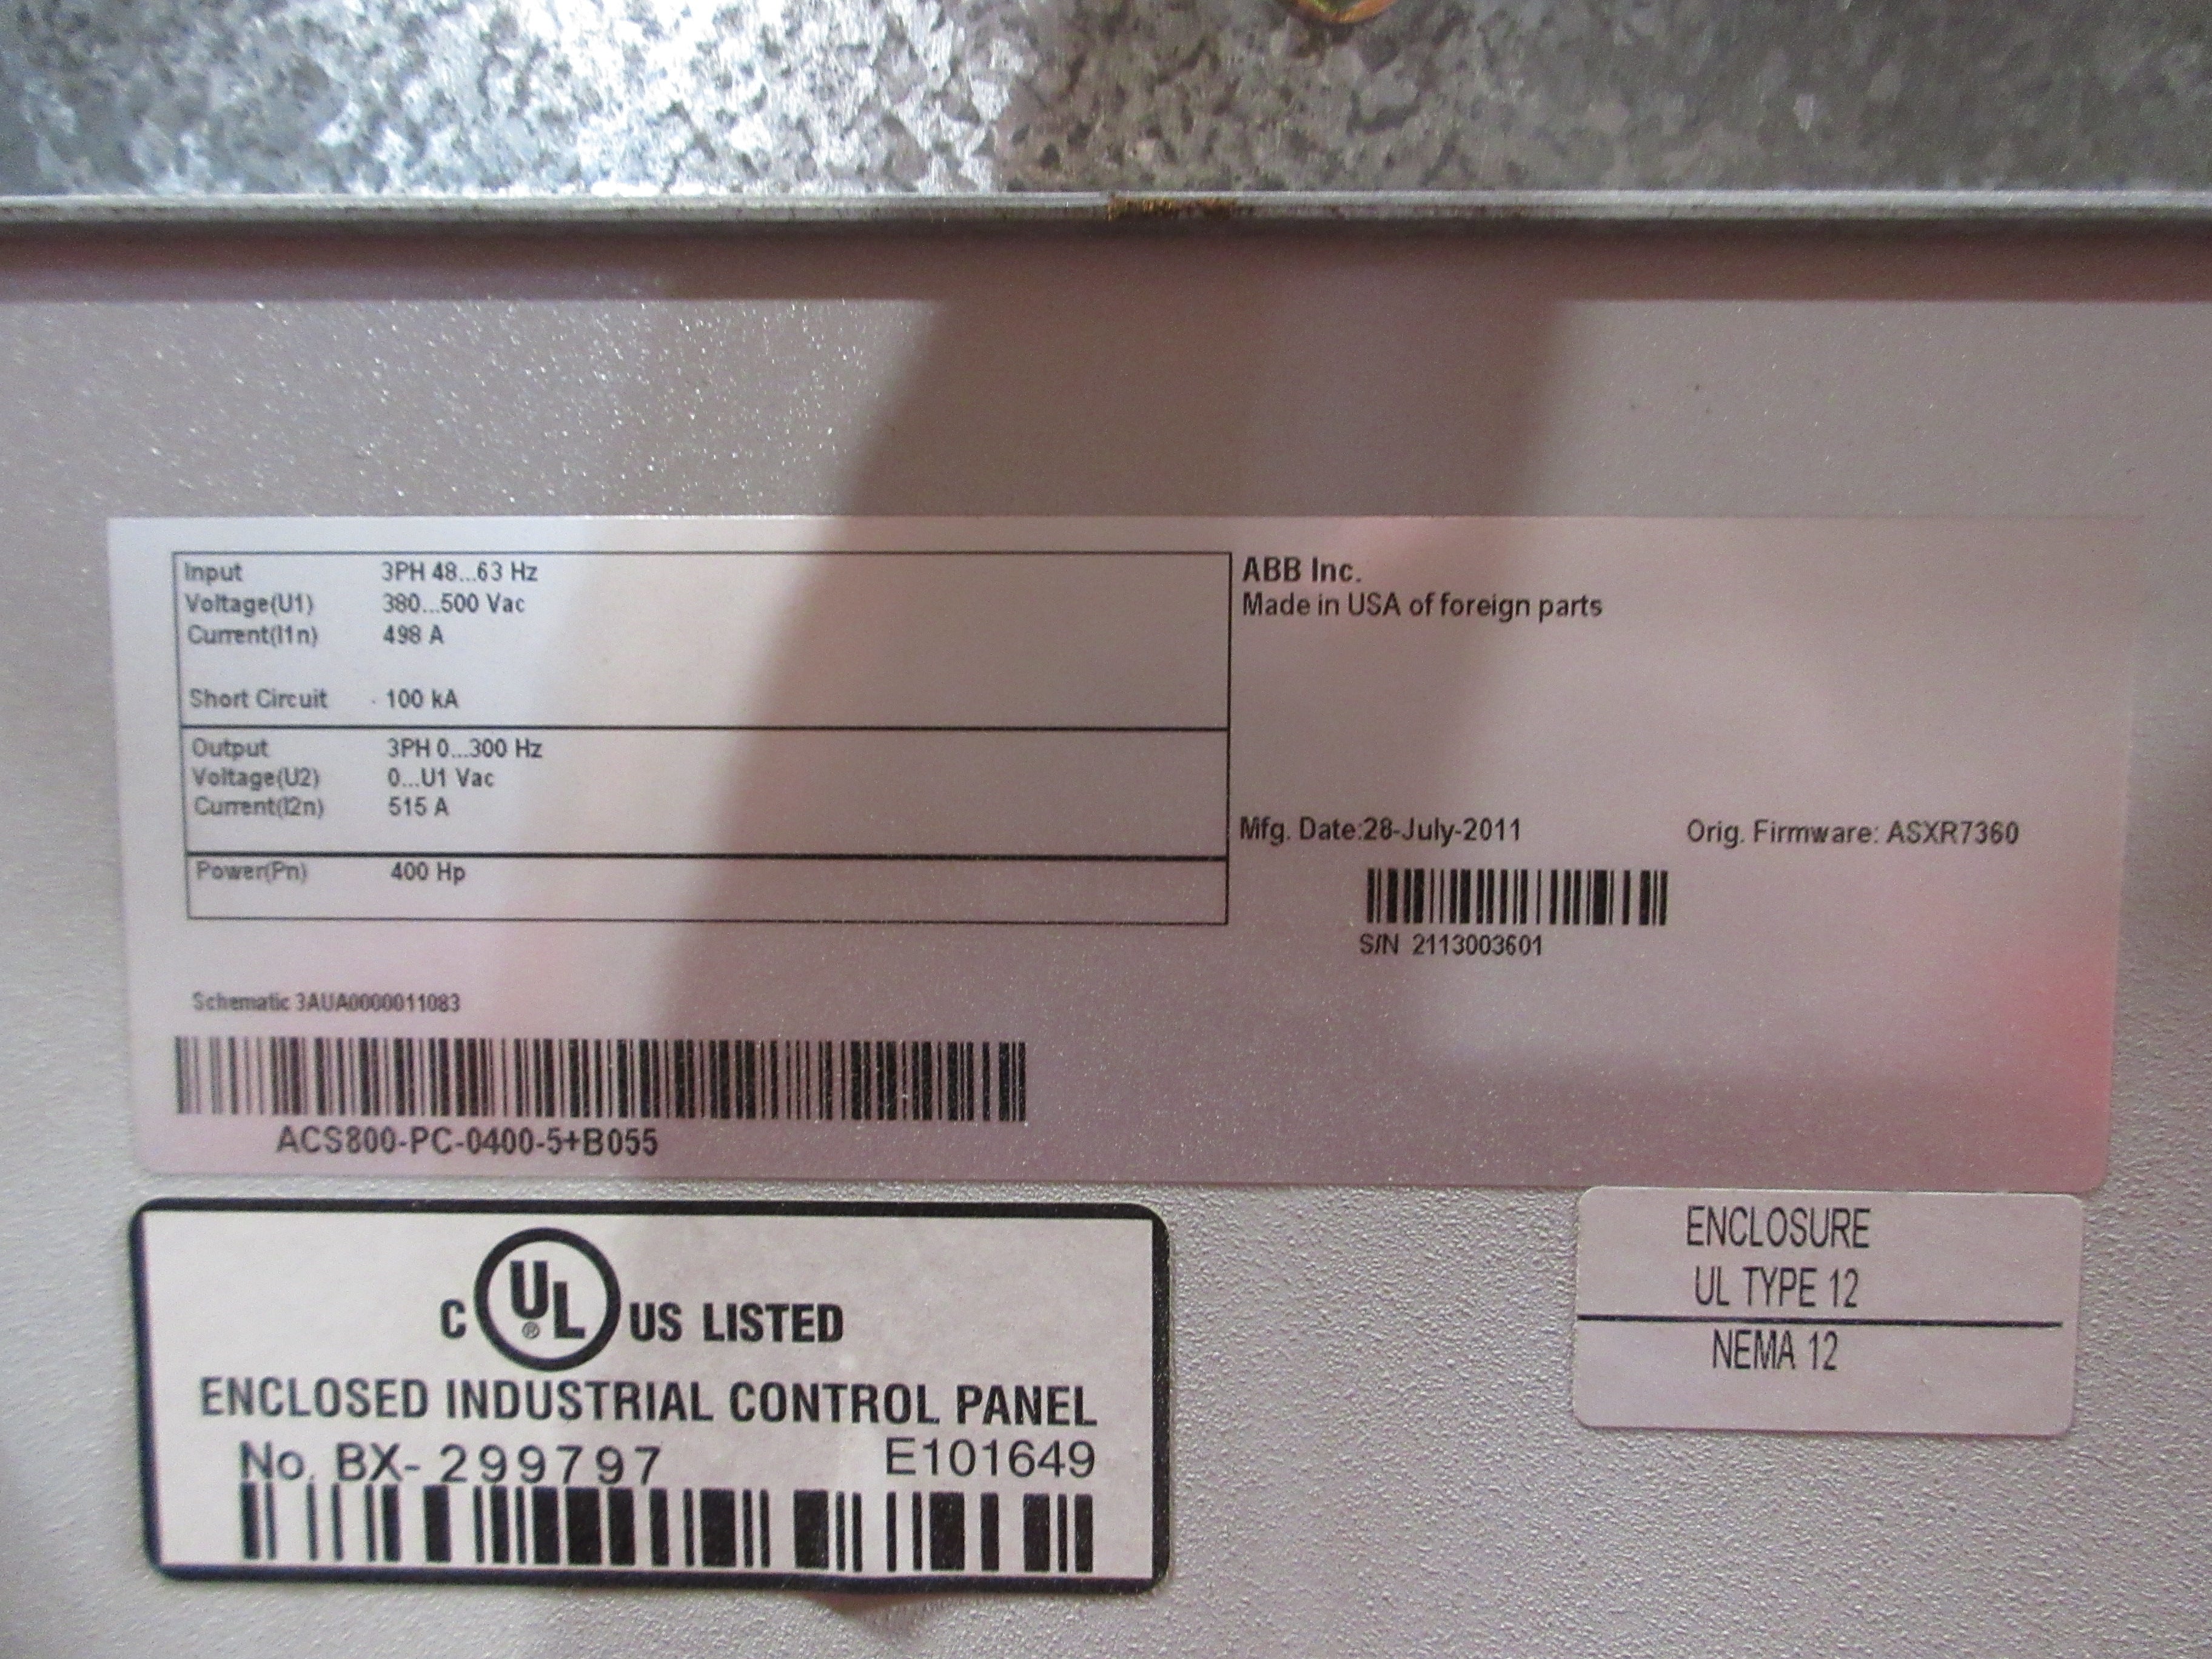 Input 3PH 48...63 Hz
Voltage(U1) 380...500 Vac
Current(I1n) 498 A
Short Circuit 100 kA
Output 3PH 0...300 Hz
Voltage(U2) 0...U1 Vac
Current(I2n) 515 A
Power(Pn) 400 Hp
ABB Inc.
Made in USA of foreign parts
Mfg. Date:28-July-2011 Orig. Firmware: ASXR7360
S/N 2113003601
Schematic 3AUA0000011083
ACS800-PC-0400-5+B055
C UL® US LISTED
ENCLOSED INDUSTRIAL CONTROL PANEL
No. BX-299797 E101649
ENCLOSURE
UL TYPE 12
NEMA 12